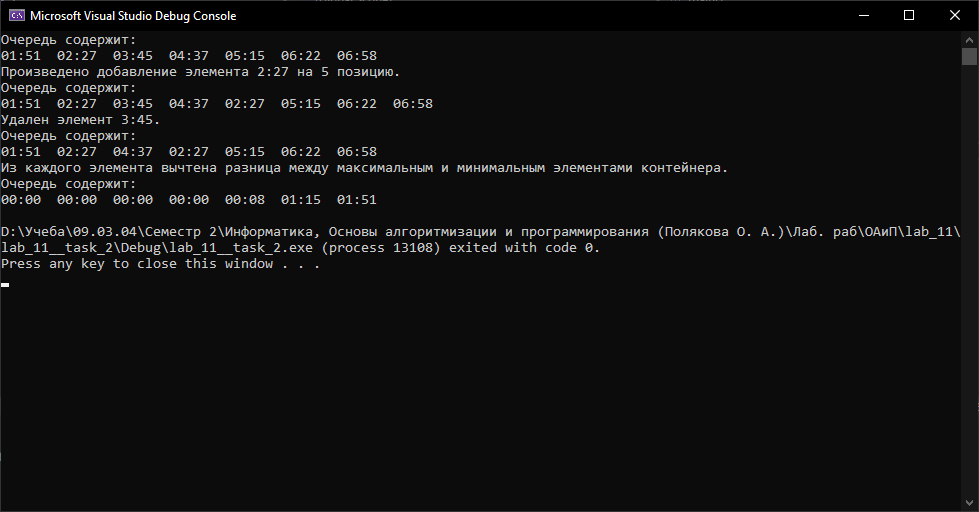 Microsoft Visual Studio Debug Console
Очередь содержит:
01:51  02:27  03:45  04:37  05:15  06:22  06:58
Произведено добавление элемента 2:27 на 5 позицию.
Очередь содержит:
01:51  02:27  03:45  04:37  02:27  05:15  06:22  06:58
Удален элемент 3:45.
Очередь содержит:
01:51  02:27  04:37  02:27  05:15  06:22  06:58
Из каждого элемента вычтена разница между максимальным и минимальным элементами контейнера.
Очередь содержит:
00:00  00:00  00:00  00:00  00:08  01:15  01:51
D:\Учеба\09.03.04\Семестр 2\Информатика, Основы алгоритмизации и программирования (Полякова О. А.)\Лаб. раб\ОАиП\lab_11\
lab_11__task_2\Debug\lab_11__task_2.exe (process 13108) exited with code 0.
Press any key to close this window . . .